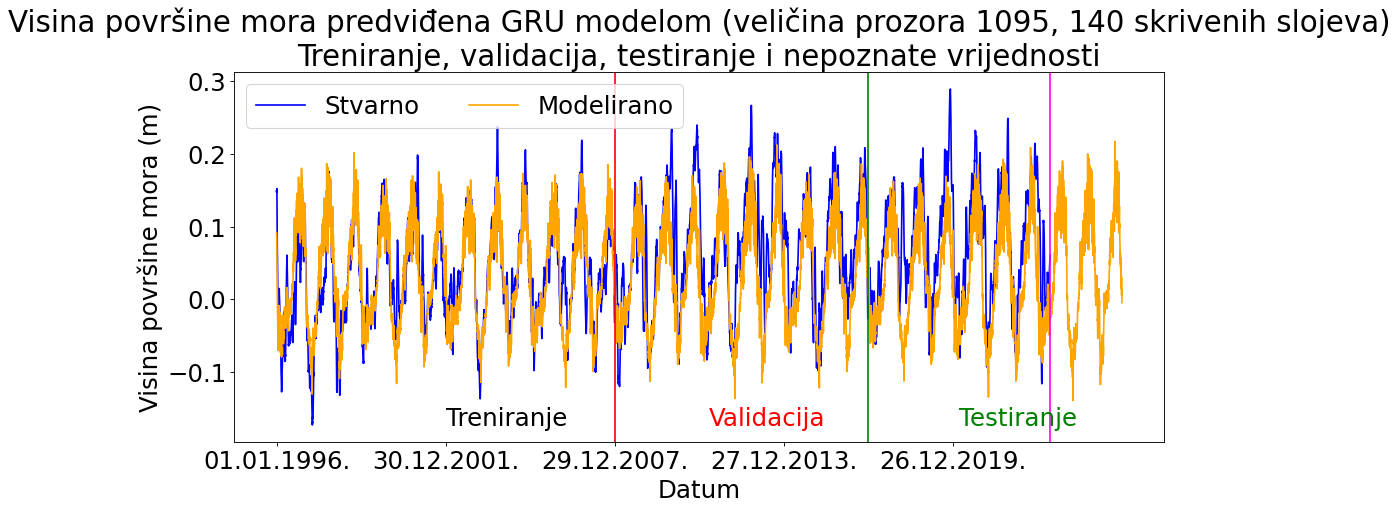 Visina površine mora predviđena GRU modelom (veličina prozora 1095, 140 skrivenih slojeva)
Treniranje, validacija, testiranje i nepoznate vrijednosti
Stvarno Modelirano
Visina površine mora (m)
0.3
0.2
0.1
0.0
−0.1
Treniranje Validacija Testiranje
01.01.1996. 30.12.2001. 29.12.2007. 27.12.2013. 26.12.2019.
Datum